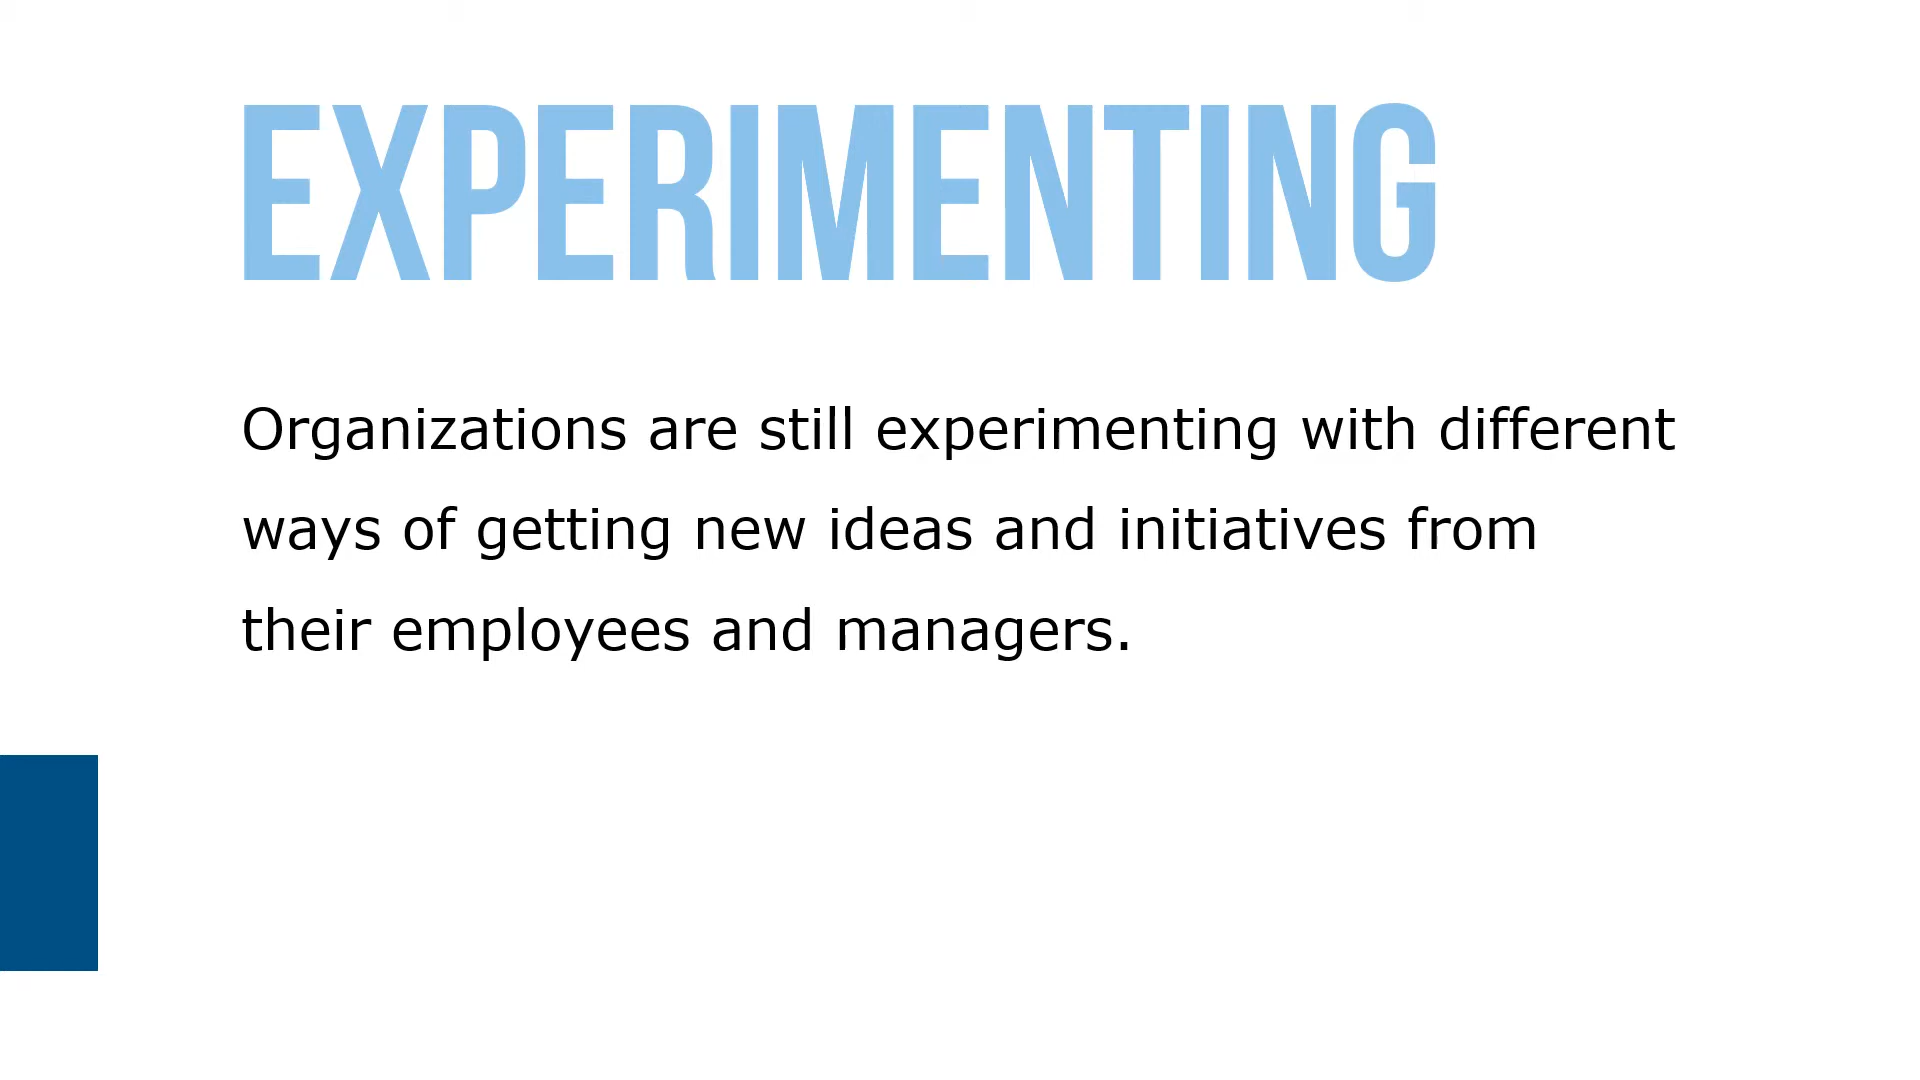 EXPERIMENTING
Organizations are still experimenting with different
ways of getting new ideas and initiatives from
their employees and managers.